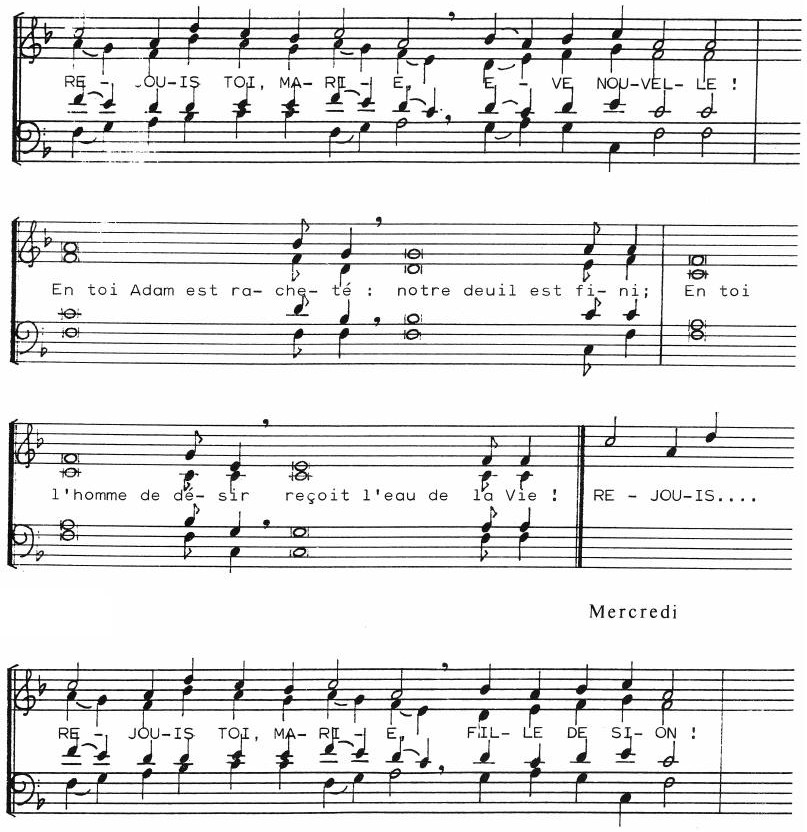 RE - JOU-IS TOI, MA- RI - E, E - VE NOU-VEL- LE !
En toi Adam est ra- che- té : notre deuil est fi- ni; En toi
l'homme de dé- sir reçoit l'eau de la Vie ! RE - JOU-IS....
Mercredi
RE - JOU-IS TOI, MA- RI - E, FIL- LE DE SI- ON !